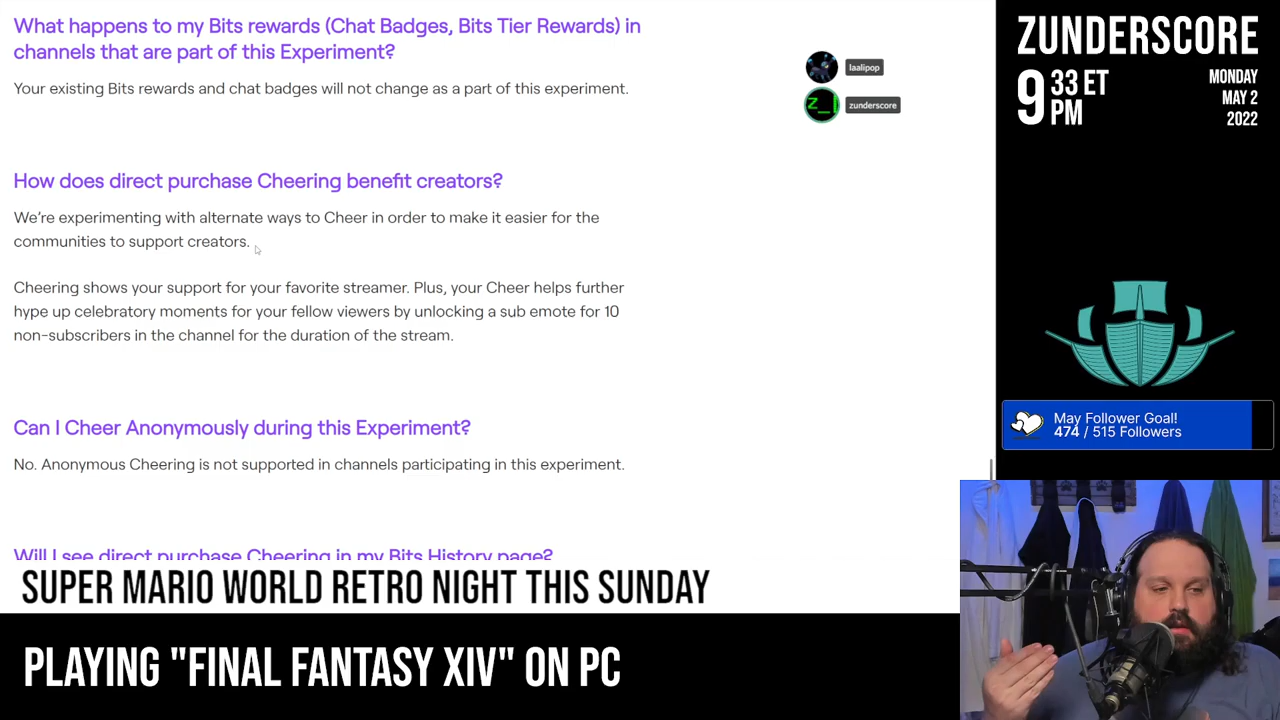 What happens to my Bits rewards (Chat Badges, Bits Tier Rewards) in
channels that are part of this Experiment?
Your existing Bits rewards and chat badges will not change as a part of this experiment.
How does direct purchase Cheering benefit creators?
We’re experimenting with alternate ways to Cheer in order to make it easier for the
communities to support creators.
Cheering shows your support for your favorite streamer. Plus, your Cheer helps further
hype up celebratory moments for your fellow viewers by unlocking a sub emote for 10
non-subscribers in the channel for the duration of the stream.
Can I Cheer Anonymously during this Experiment?
No. Anonymous Cheering is not supported in channels participating in this experiment.
Will I see direct purchase Cheering in my Bits History page?
laalipop
z_
zunderscore
ZUNDERSCORE
9 33 ET
PM
MONDAY
MAY 2
2022
May Follower Goal!
474 / 515 Followers
SUPER MARIO WORLD RETRO NIGHT THIS SUNDAY
PLAYING "FINAL FANTASY XIV" ON PC